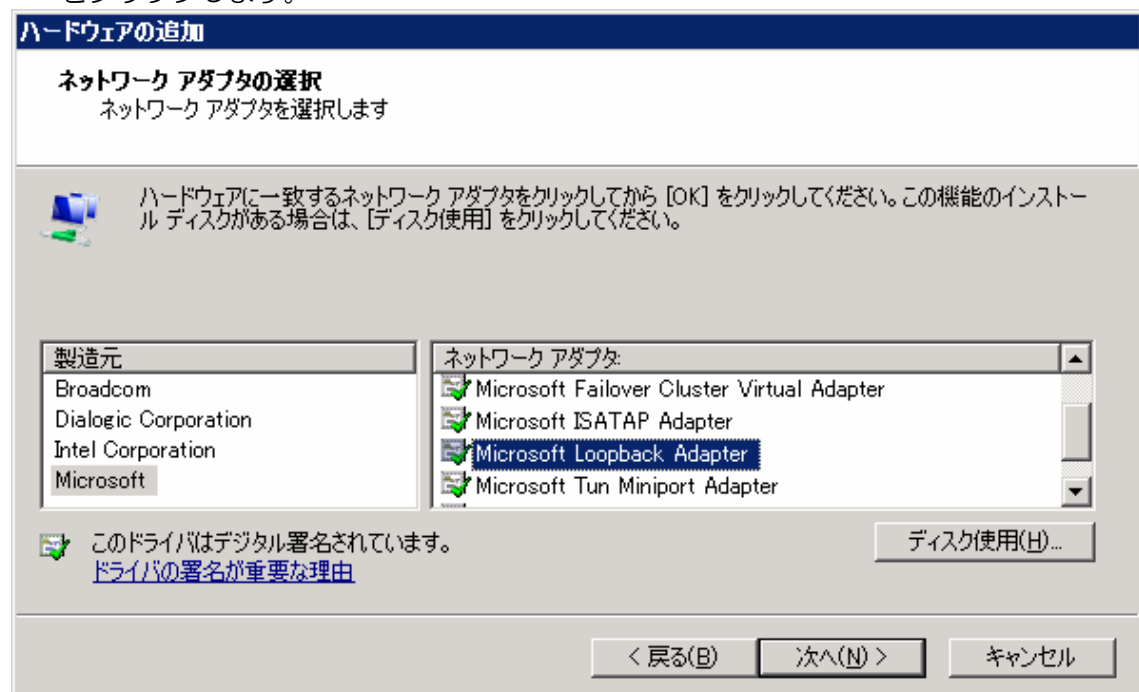 をクリックします。
ハードウェアの追加
ネットワーク アダプタの選択
ネットワーク アダプタを選択します
ハードウェアに一致するネットワーク アダプタをクリックしてから [OK] をクリックしてください。この機能のインストー
ル ディスクがある場合は、[ディスク使用] をクリックしてください。
製造元
Broadcom
Dialogic Corporation
Intel Corporation
Microsoft
ネットワーク アダプタ:
Microsoft Failover Cluster Virtual Adapter
Microsoft ISATAP Adapter
Microsoft Loopback Adapter
Microsoft Tun Miniport Adapter
このドライバはデジタル署名されています。
ドライバの署名が重要な理由
ディスク使用(H)...
< 戻る(B)
次へ(N) >
キャンセル